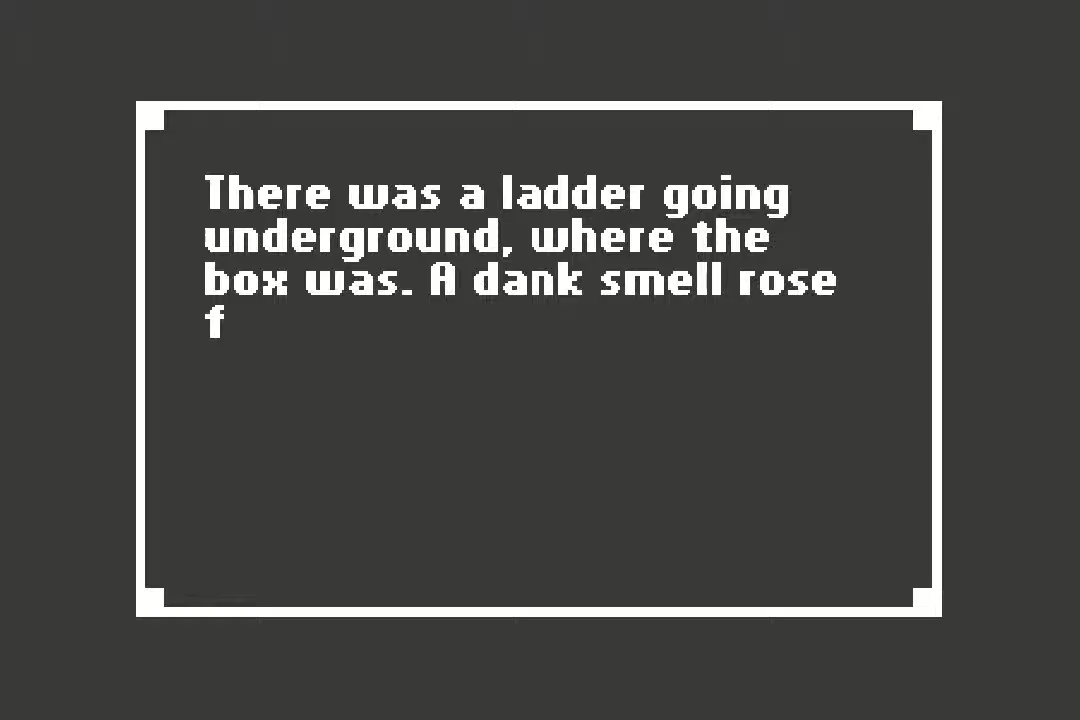 There was a ladder going
underground, where the
box was. A dank smell rose
f